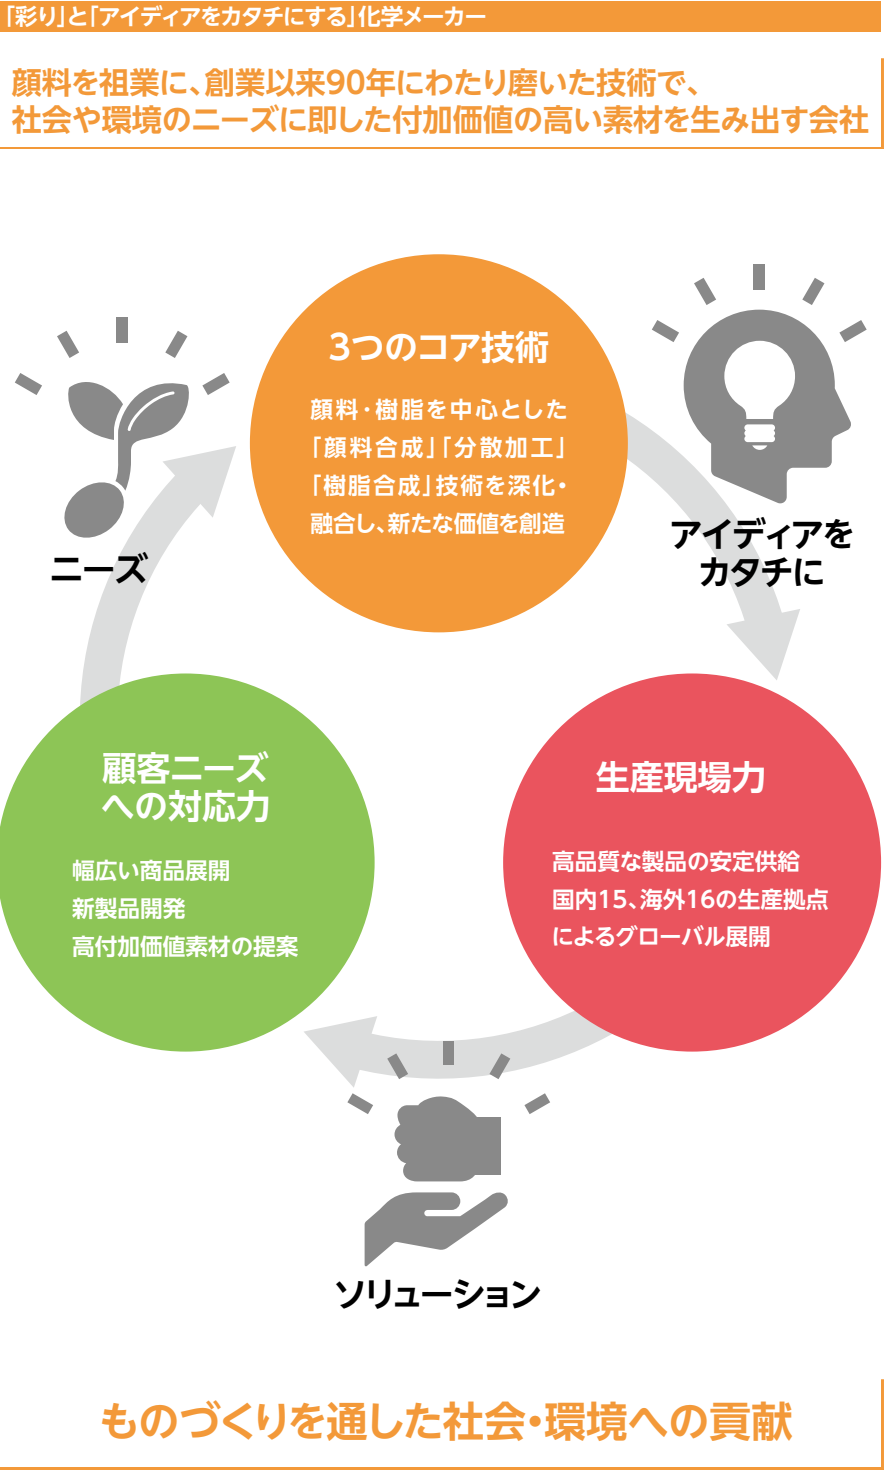 「彩り」と「アイディアをカタチにする」化学メーカー
顔料を祖業に、創業以来90年にわたり磨いた技術で、
社会や環境のニーズに即した付加価値の高い素材を生み出す会社
3つのコア技術
顔料・樹脂を中心とした
「顔料合成」「分散加工」
「樹脂合成」技術を深化・
融合し、新たな価値を創造
アイディアを
カタチに
ニーズ
顧客ニーズ
への対応力
幅広い商品展開
新製品開発
高付加価値素材の提案
生産現場力
高品質な製品の安定供給
国内15、海外16の生産拠点
によるグローバル展開
ソリューション
ものづくりを通した社会・環境への貢献